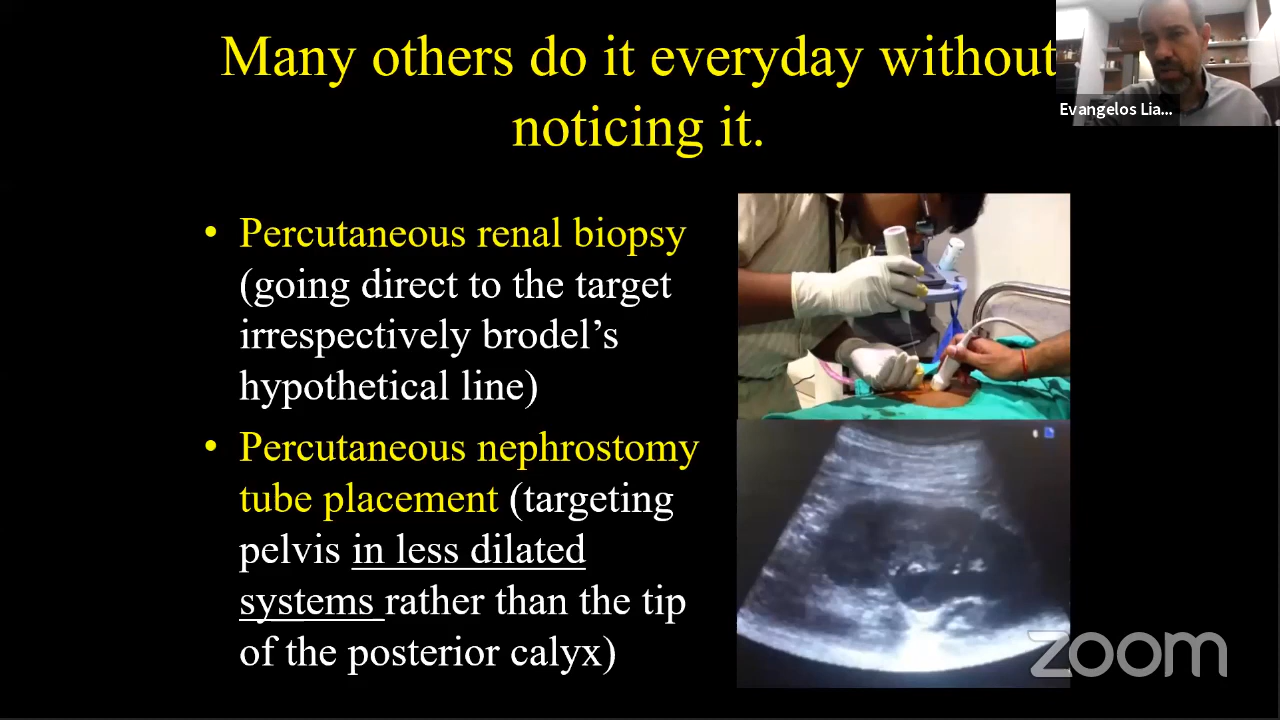 Many others do it everyday without
noticing it.
Evangelos Lia...
• Percutaneous renal biopsy
(going direct to the target
irrespectively brodel’s
hypothetical line)
• Percutaneous nephrostomy
tube placement (targeting
pelvis in less dilated
systems rather than the tip
of the posterior calyx)
zoom